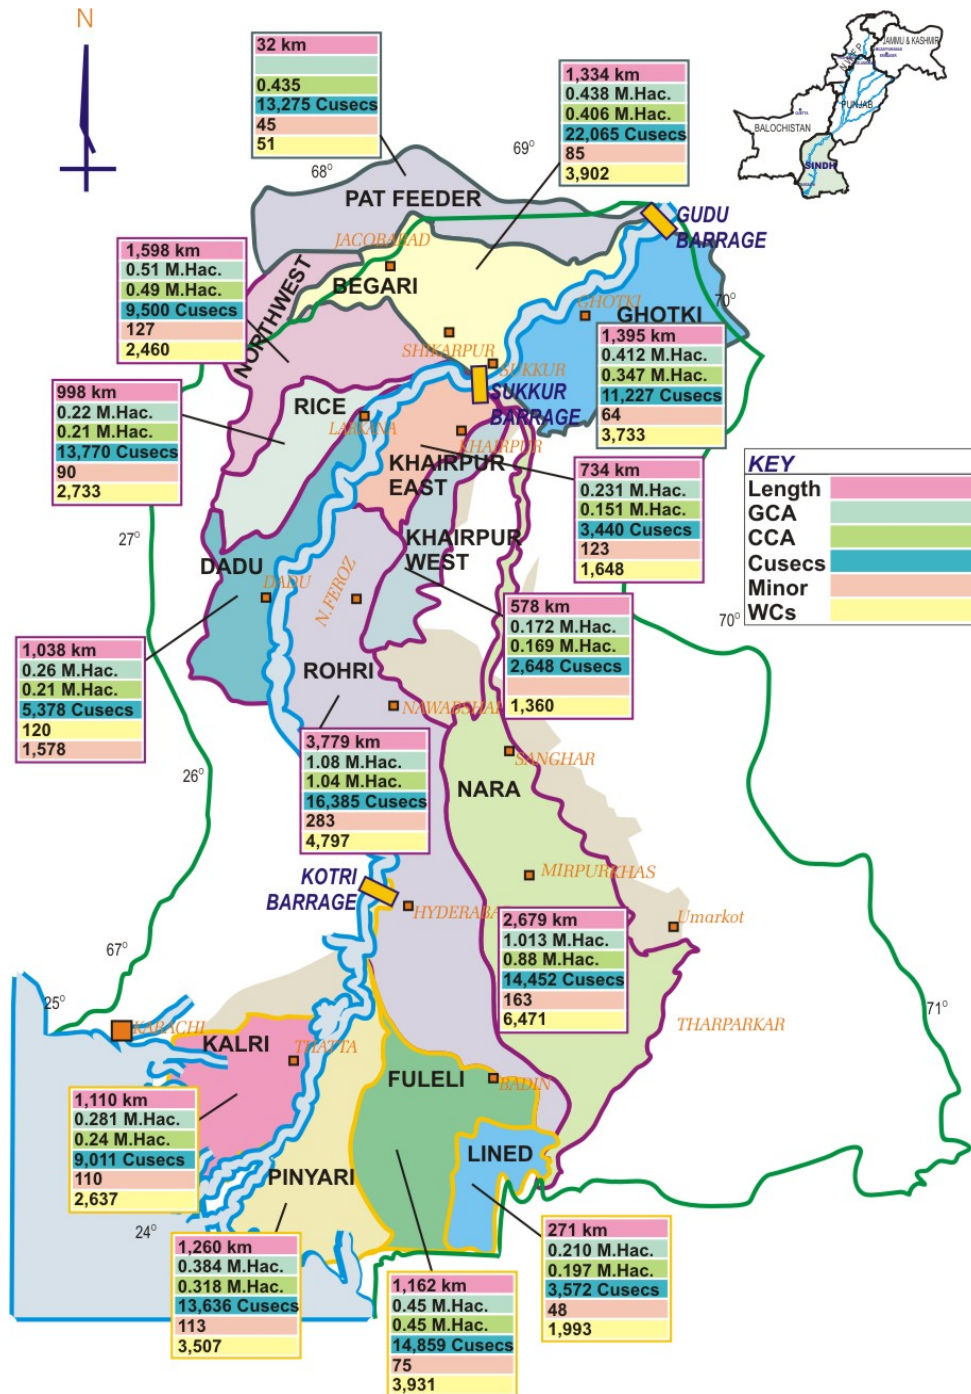 N
32 km
0.435
13,275 Cusecs
45
51
1,334 km
0.438 M.Hac.
0.406 M.Hac.
22,065 Cusecs
85
3,902
JAMMU & KASHMIR
PUNJAB
BALOCHISTAN
SINDH
68°
69°
PAT FEEDER
GUDU
BARRAGE
JACOBABAD
1,598 km
0.51 M.Hac.
0.49 M.Hac.
9,500 Cusecs
127
2,460
NORTHWEST
BEGARI
GHOTKI
GHOTKI
70°
SHIKARPUR
SUKKUR
SUKKUR
BARRAGE
1,395 km
0.412 M.Hac.
0.347 M.Hac.
11,227 Cusecs
64
3,733
998 km
0.22 M.Hac.
0.21 M.Hac.
13,770 Cusecs
90
2,733
RICE
LARKANA
KHAIRPUR
KHAIRPUR
EAST
734 km
0.231 M.Hac.
0.151 M.Hac.
3,440 Cusecs
123
1,648
KEY
Length
GCA
CCA
Cusecs
Minor
WCs
27°
KHAIRPUR
WEST
DADU
DADU
N.FEROZ
578 km
0.172 M.Hac.
0.169 M.Hac.
2,648 Cusecs
1,360
70°
1,038 km
0.26 M.Hac.
0.21 M.Hac.
5,378 Cusecs
120
1,578
ROHRI
NAWABSHAH
3,779 km
1.08 M.Hac.
1.04 M.Hac.
16,385 Cusecs
283
4,797
SANGHAR
26°
NARA
KOTRI
BARRAGE
MIRPURKHAS
HYDERABAD
2,679 km
1.013 M.Hac.
0.88 M.Hac.
14,452 Cusecs
163
6,471
Umarkot
67°
25°
KARACHI
THARPARKAR
71°
KALRI
THATTA
FULELI
BADIN
1,110 km
0.281 M.Hac.
0.24 M.Hac.
9,011 Cusecs
110
2,637
PINYARI
LINED
24°
1,260 km
0.384 M.Hac.
0.318 M.Hac.
13,636 Cusecs
113
3,507
1,162 km
0.45 M.Hac.
0.45 M.Hac.
14,859 Cusecs
75
3,931
271 km
0.210 M.Hac.
0.197 M.Hac.
3,572 Cusecs
48
1,993